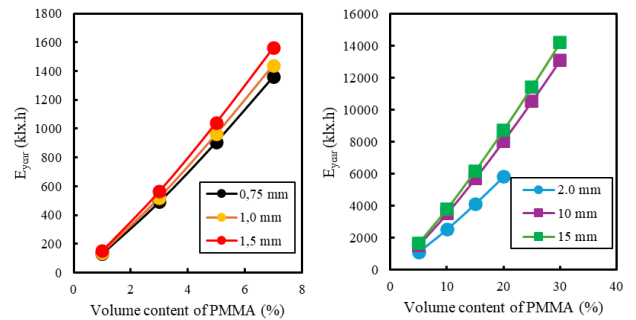 1800
1600
1400
1200
1000
800
600
400
200
0
E_year (klx.h)
0 2 4 6 8
Volume content of PMMA (%)
0,75 mm
1,0 mm
1,5 mm
16000
14000
12000
10000
8000
6000
4000
2000
0
E_year (klx.h)
0 10 20 30 40
Volume content of PMMA (%)
2.0 mm
10 mm
15 mm